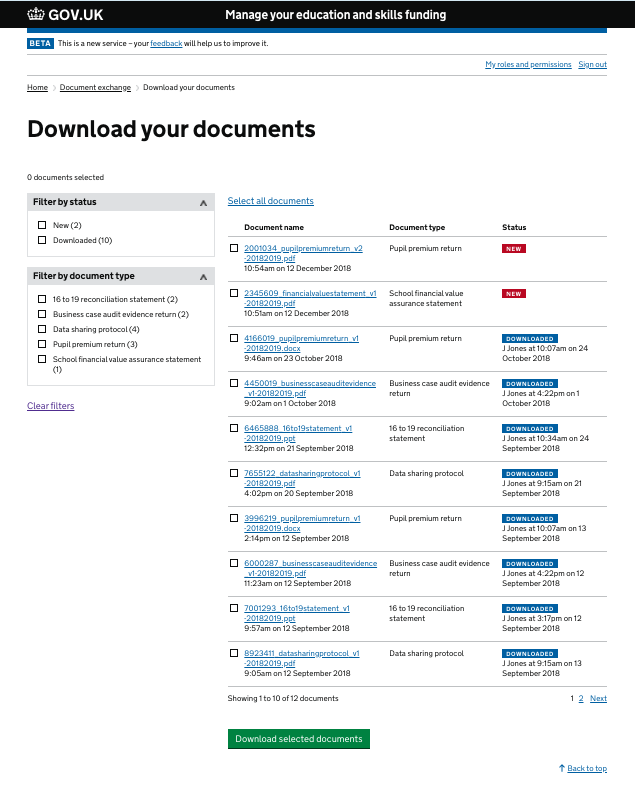 GOV.UK
Manage your education and skills funding
BETA This is a new service – your feedback will help us to improve it.
My roles and permissions Sign out
Home Document exchange Download your documents
Download your documents
0 documents selected
Filter by status
New (2)
Downloaded (10)
Filter by document type
16 to 19 reconciliation statement (2)
Business case audit evidence return (2)
Data sharing protocol (4)
Pupil premium return (3)
School financial value assurance statement
(1)
Clear filters
Select all documents
Document name Document type Status
2001034_pupilpremiumreturn_v2 Pupil premium return NEW
-20182019.pdf
10:54am on 12 December 2018
2345609_financialvaluestatement_v1 School financial value NEW
-20182019.pdf assurance statement
10:51am on 12 December 2018
4166019_pupilpremiumreturn_v1 Pupil premium return DOWNLOADED
-20182019.docx J Jones at 10:07am on 24
9:46am on 23 October 2018 October 2018
4450019_businesscaseauditevidence Business case audit evidence DOWNLOADED
_v1-20182019.pdf return J Jones at 4:22pm on 1
9:02am on 1 October 2018 October 2018
6465888_16to19statement_v1 16 to 19 reconciliation DOWNLOADED
-20182019.ppt statement J Jones at 10:34am on 24
12:32pm on 21 September 2018 September 2018
7655122_datasharingprotocol_v1 Data sharing protocol DOWNLOADED
-20182019.pdf J Jones at 9:15am on 21
4:02pm on 20 September 2018 September 2018
3996219_pupilpremiumreturn_v1 Pupil premium return DOWNLOADED
-20182019.docx J Jones at 10:07am on 13
2:14pm on 12 September 2018 September 2018
6000287_businesscaseauditevidence Business case audit evidence DOWNLOADED
_v1-20182019.pdf return J Jones at 4:22pm on 12
11:23am on 12 September 2018 September 2018
7001293_16to19statement_v1 16 to 19 reconciliation DOWNLOADED
-20182019.ppt statement J Jones at 3:17pm on 12
9:57am on 12 September 2018 September 2018
8923411_datasharingprotocol_v1 Data sharing protocol DOWNLOADED
-20182019.pdf J Jones at 9:15am on 13
9:05am on 12 September 2018 September 2018
Showing 1 to 10 of 12 documents 1 2 Next
Download selected documents
Back to top